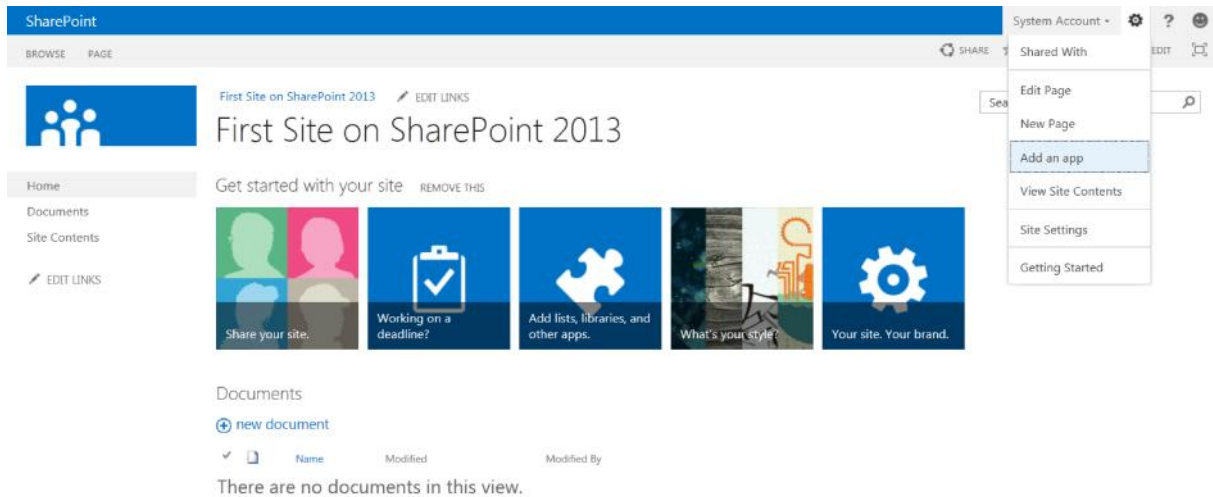 SharePoint
System Account
?
BROWSE PAGE
SHARE
EDIT
Shared With
Edit Page
New Page
Add an app
View Site Contents
Site Settings
Getting Started
First Site on SharePoint 2013 EDIT LINKS
First Site on SharePoint 2013
Home
Documents
Site Contents
EDIT LINKS
Get started with your site REMOVE THIS
Share your site.
Working on a
deadline?
Add lists, libraries, and
other apps.
What's your style?
Your site. Your brand.
Documents
new document
Name Modified Modified By
There are no documents in this view.